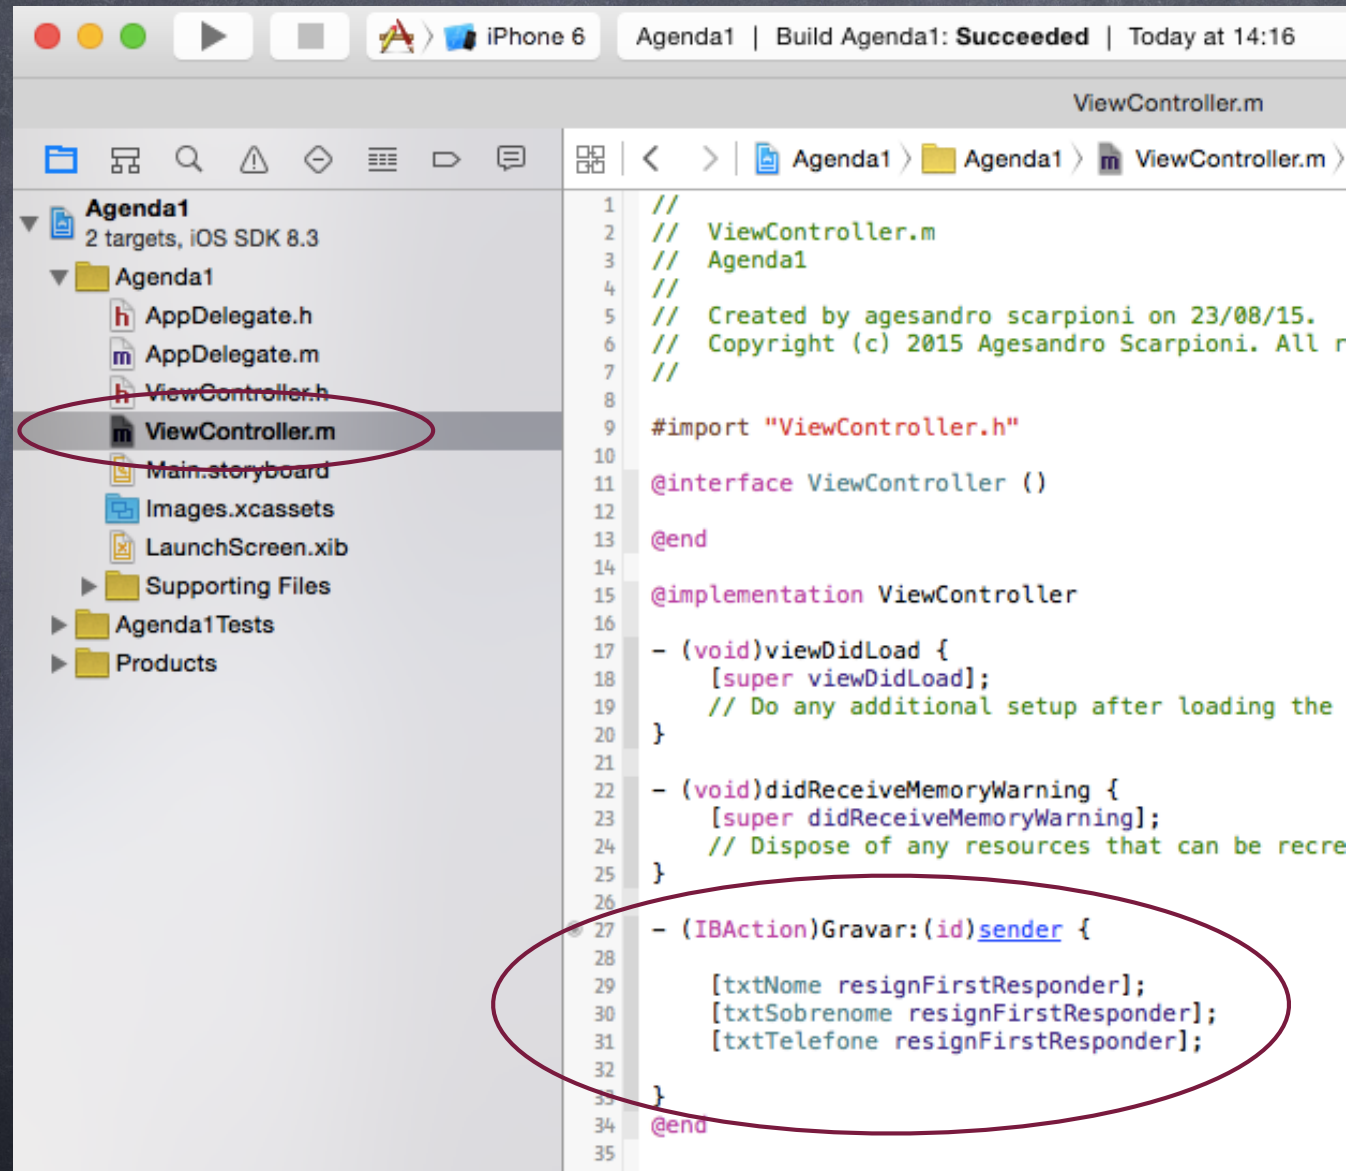 iPhone 6
Agenda1 | Build Agenda1: Succeeded | Today at 14:16
ViewController.m
Agenda1 Agenda1 ViewController.m
Agenda1
2 targets, iOS SDK 8.3
Agenda1
h AppDelegate.h
m AppDelegate.m
h ViewController.h
m ViewController.m
Main.storyboard
Images.xcassets
LaunchScreen.xib
Supporting Files
Agenda1Tests
Products
1 //
2 // ViewController.m
3 // Agenda1
4 //
5 // Created by agesandro scarpioni on 23/08/15.
6 // Copyright (c) 2015 Agesandro Scarpioni. All r
7 //
8
9 #import "ViewController.h"
10
11 @interface ViewController ()
12
13 @end
14
15 @implementation ViewController
16
17 - (void)viewDidLoad {
18 [super viewDidLoad];
19 // Do any additional setup after loading the
20 }
21
22 - (void)didReceiveMemoryWarning {
23 [super didReceiveMemoryWarning];
24 // Dispose of any resources that can be recre
25 }
26
27 - (IBAction)Gravar:(id)sender {
28
29 [txtNome resignFirstResponder];
30 [txtSobrenome resignFirstResponder];
31 [txtTelefone resignFirstResponder];
32
33 }
34 @end
35